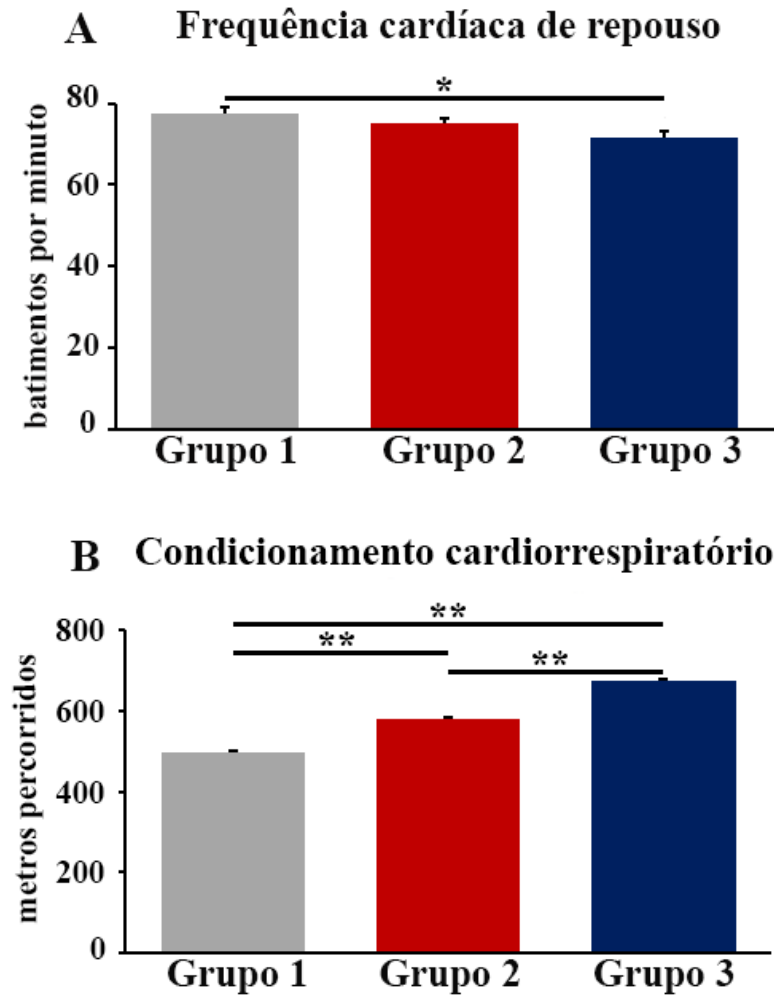 A Frequência cardíaca de repouso
*
batimentos por minuto
80
60
40
20
0
Grupo 1 Grupo 2 Grupo 3
B Condicionamento cardiorrespiratório
**
**
**
metros percorridos
800
600
400
200
0
Grupo 1 Grupo 2 Grupo 3